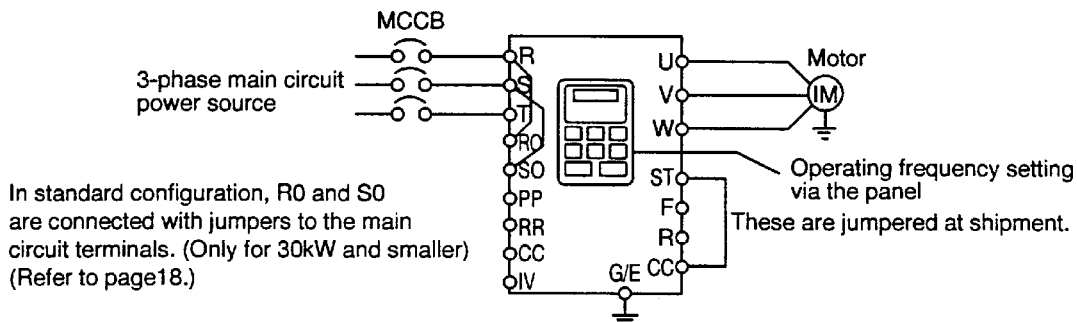 MCCB
3-phase main circuit
power source
R
S
T
R0
S0
PP
RR
CC
IV
U
V
W
ST
F
R
CC
G/E
Motor
IM
Operating frequency setting
via the panel
These are jumpered at shipment.
In standard configuration, R0 and S0
are connected with jumpers to the main
circuit terminals. (Only for 30kW and smaller)
(Refer to page18.)